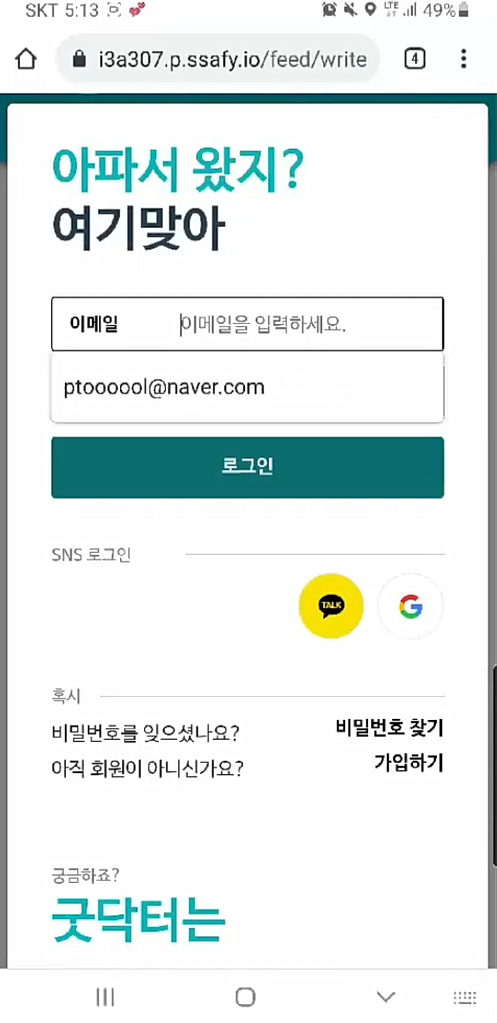 SKT 5:13
LTE 49%
i3a307.p.ssafy.io/feed/write
4
아파서 왔지?
여기맞아
이메일 이메일을 입력하세요.
ptoooool@naver.com
로그인
SNS 로그인
TALK
혹시
비밀번호를 잊으셨나요? 비밀번호 찾기
아직 회원이 아니신가요? 가입하기
궁금하죠?
굿닥터는